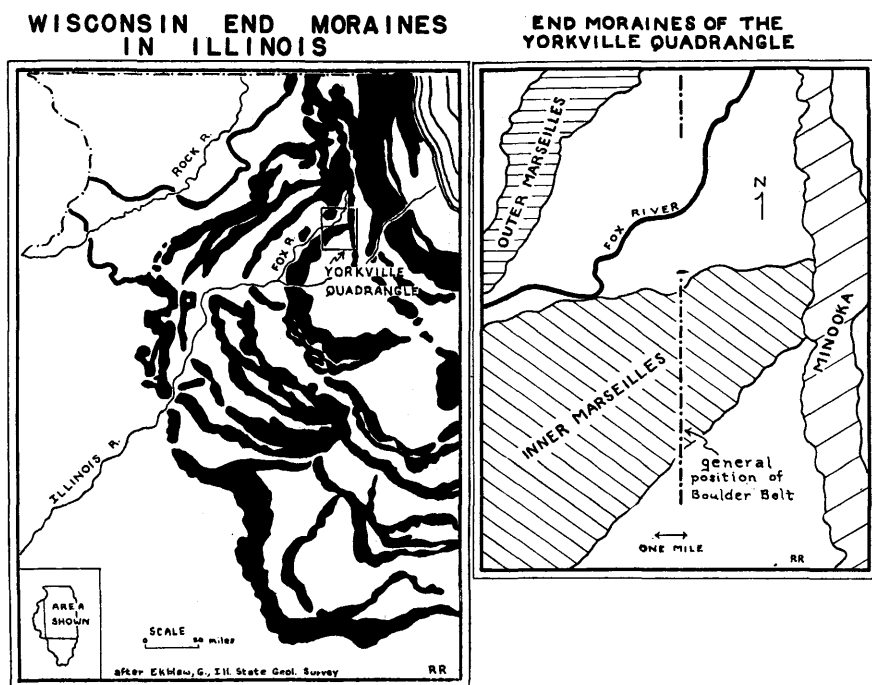 WISCONSIN END MORAINES
IN ILLINOIS
ROCK R.
FOX R.
YORKVILLE
QUADRANGLE
ILLINOIS R.
AREA
SHOWN
SCALE
0
miles
after Ekblaw, G., Ill. State Geol. Survey
RR
END MORAINES OF THE
YORKVILLE QUADRANGLE
OUTER MARSEILLES
FOX RIVER
N
MINOOKA
INNER MARSEILLES
general
position of
Boulder Belt
ONE MILE
RR